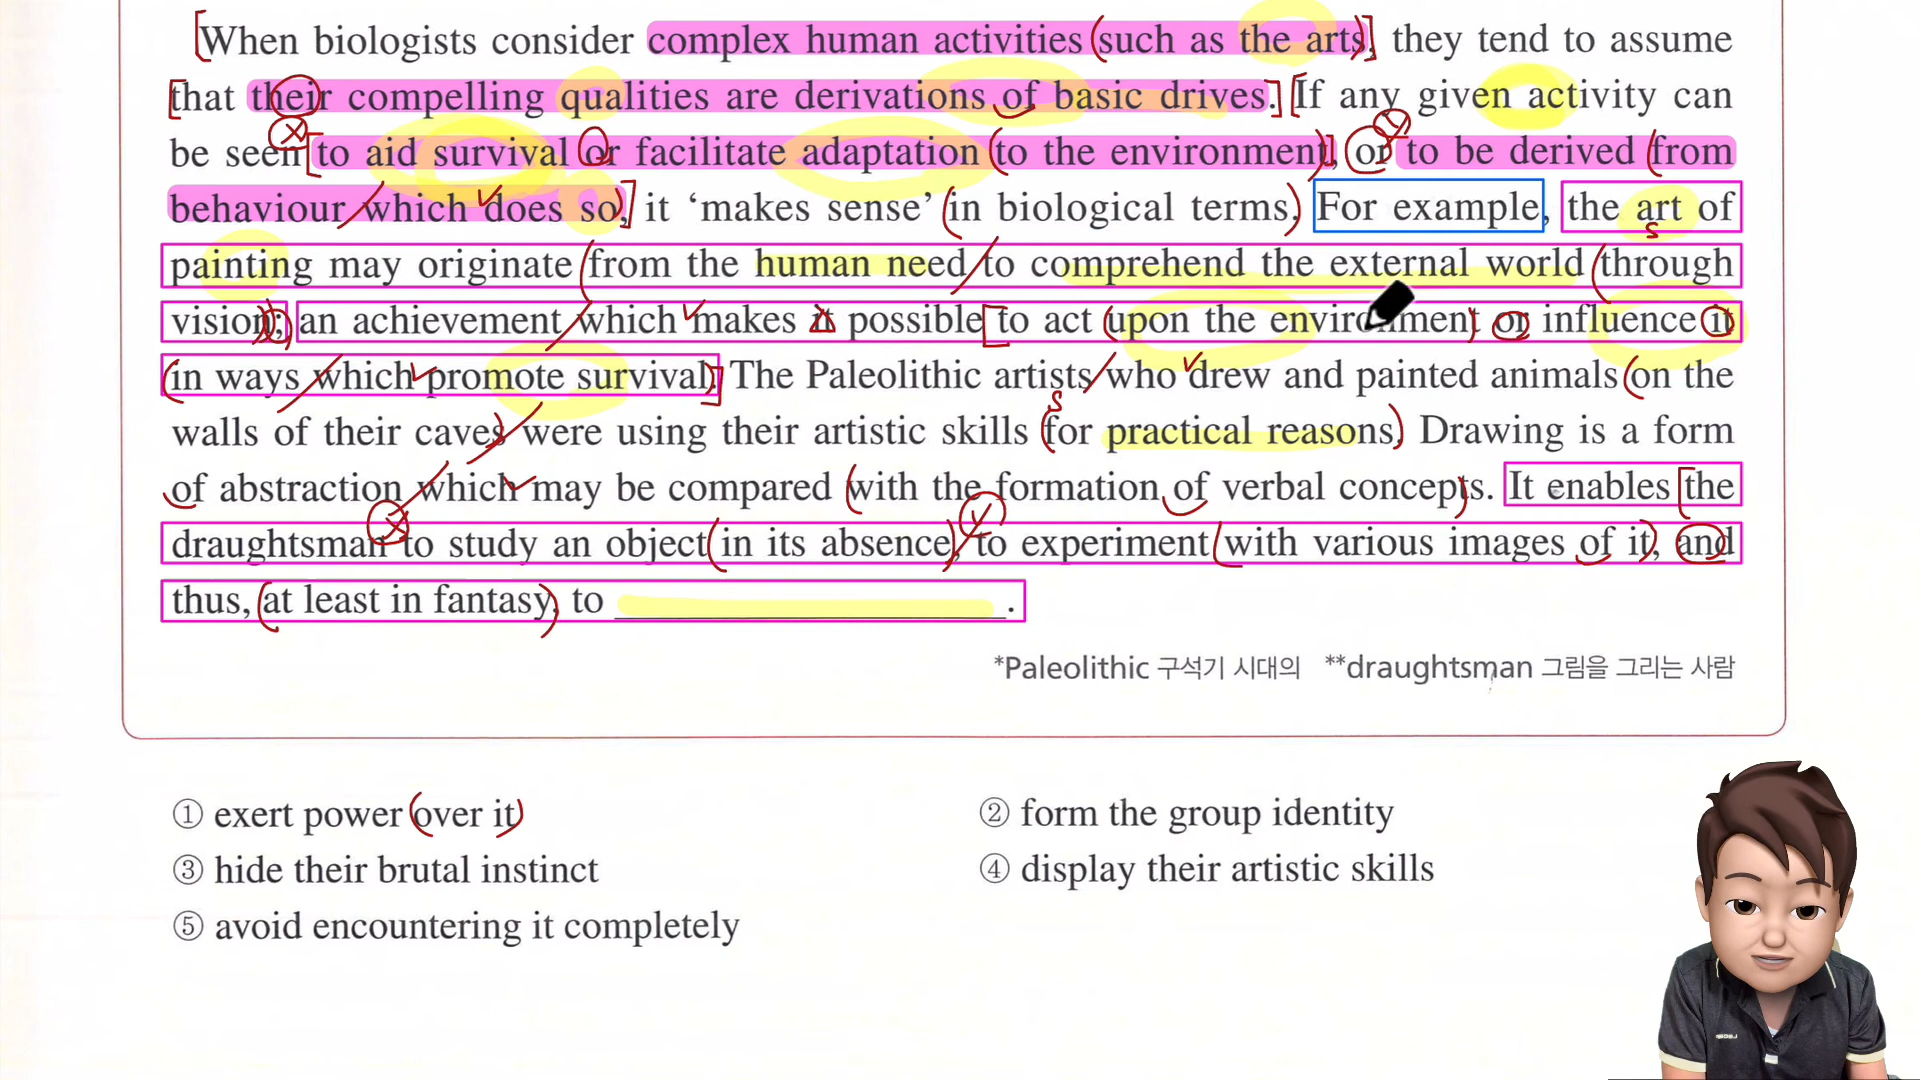 When biologists consider complex human activities (such as the arts), they tend to assume
that their compelling qualities are derivations of basic drives. If any given activity can
be seen to aid survival or facilitate adaptation to the environment, or to be derived from
behaviour which does so, it ‘makes sense’ in biological terms. For example, the art of
painting may originate from the human need to comprehend the external world through
vision; an achievement which makes it possible to act upon the environment or influence it
in ways which promote survival. The Paleolithic artists who drew and painted animals on the
walls of their caves were using their artistic skills for practical reasons. Drawing is a form
of abstraction which may be compared with the formation of verbal concepts. It enables the
draughtsman to study an object in its absence, to experiment with various images of it, and
thus, at least in fantasy, to ____________.
*Paleolithic 구석기 시대의 **draughtsman 그림을 그리는 사람
① exert power over it ② form the group identity
③ hide their brutal instinct ④ display their artistic skills
⑤ avoid encountering it completely